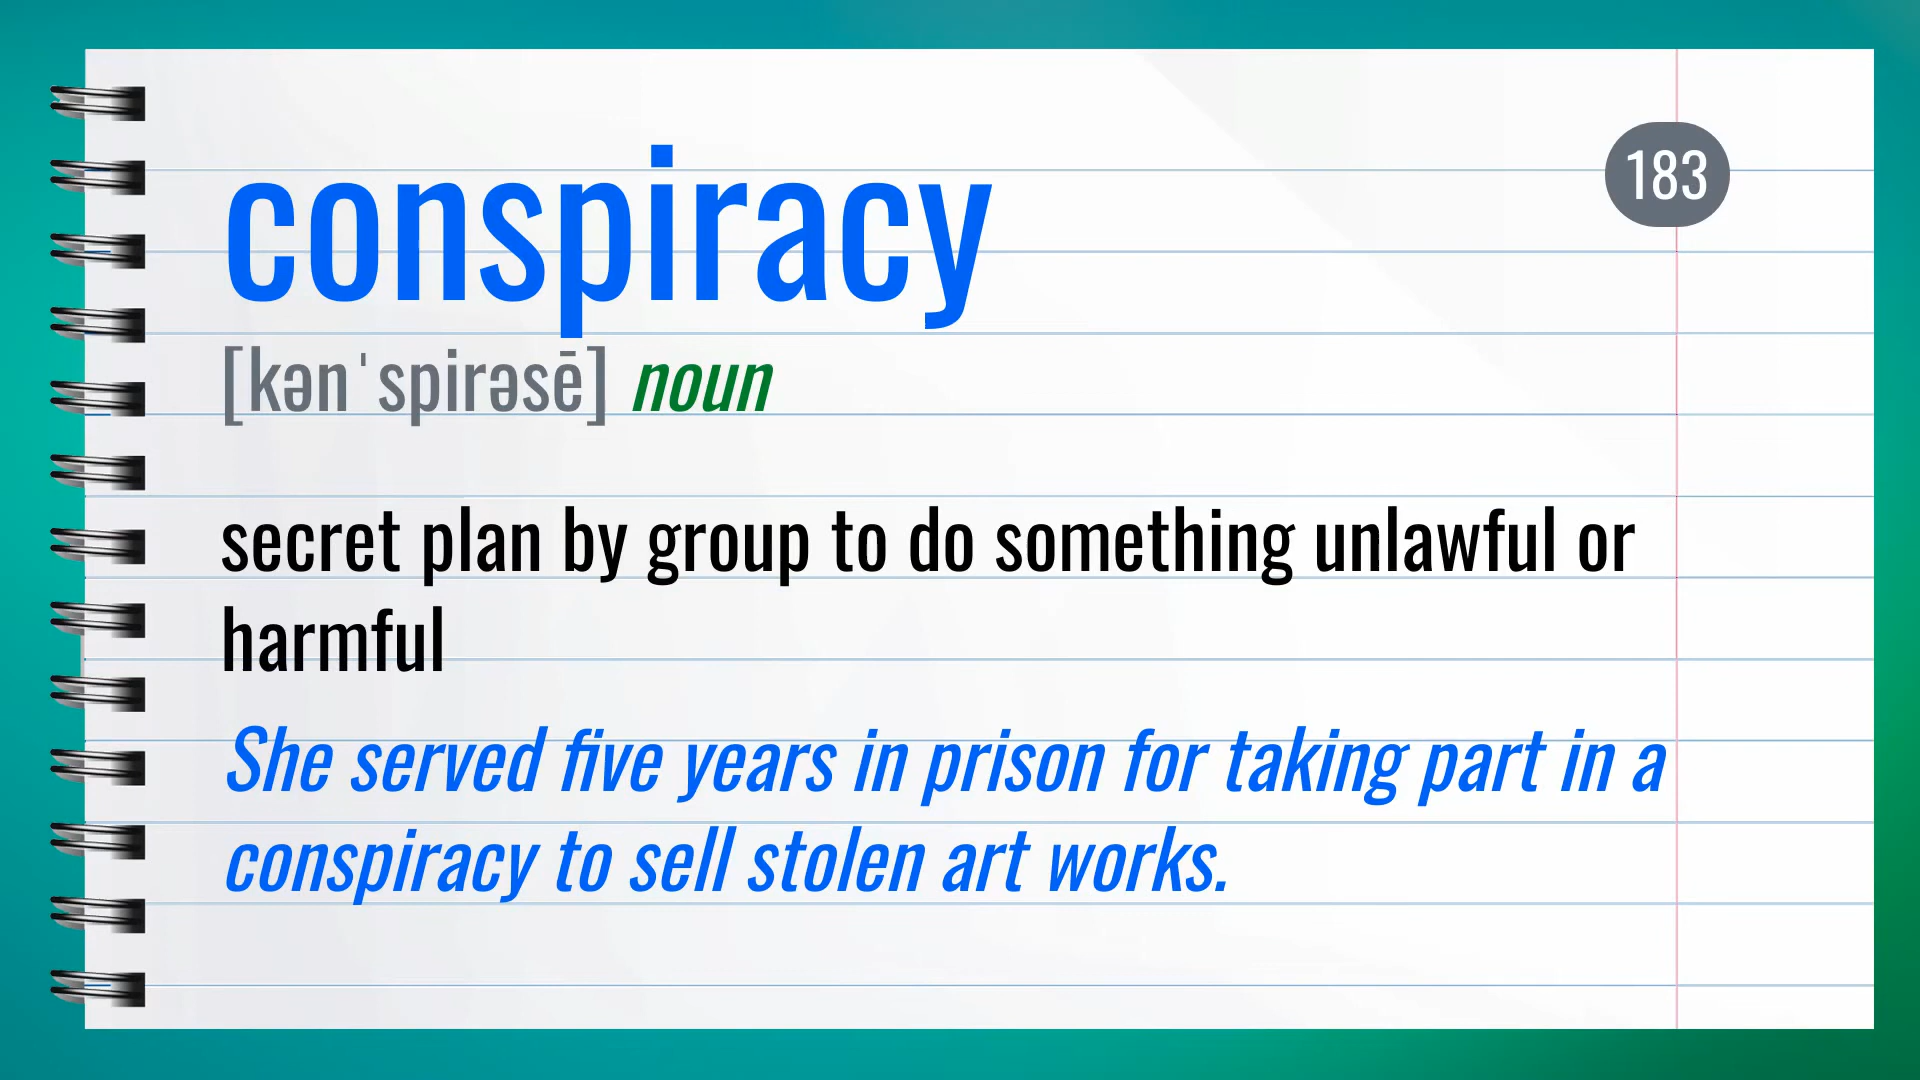 conspiracy
183
[kənˈspirəsē] noun
secret plan by group to do something unlawful or
harmful
She served five years in prison for taking part in a
conspiracy to sell stolen art works.